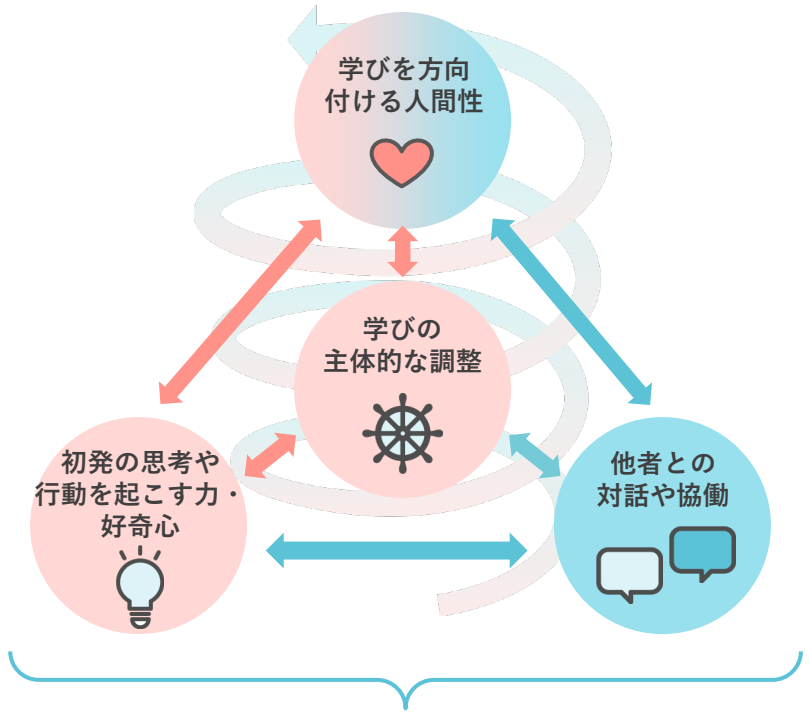 学びを方向
付ける人間性
学びの
主体的な調整
初発の思考や
行動を起こす力・
好奇心
他者との
対話や協働